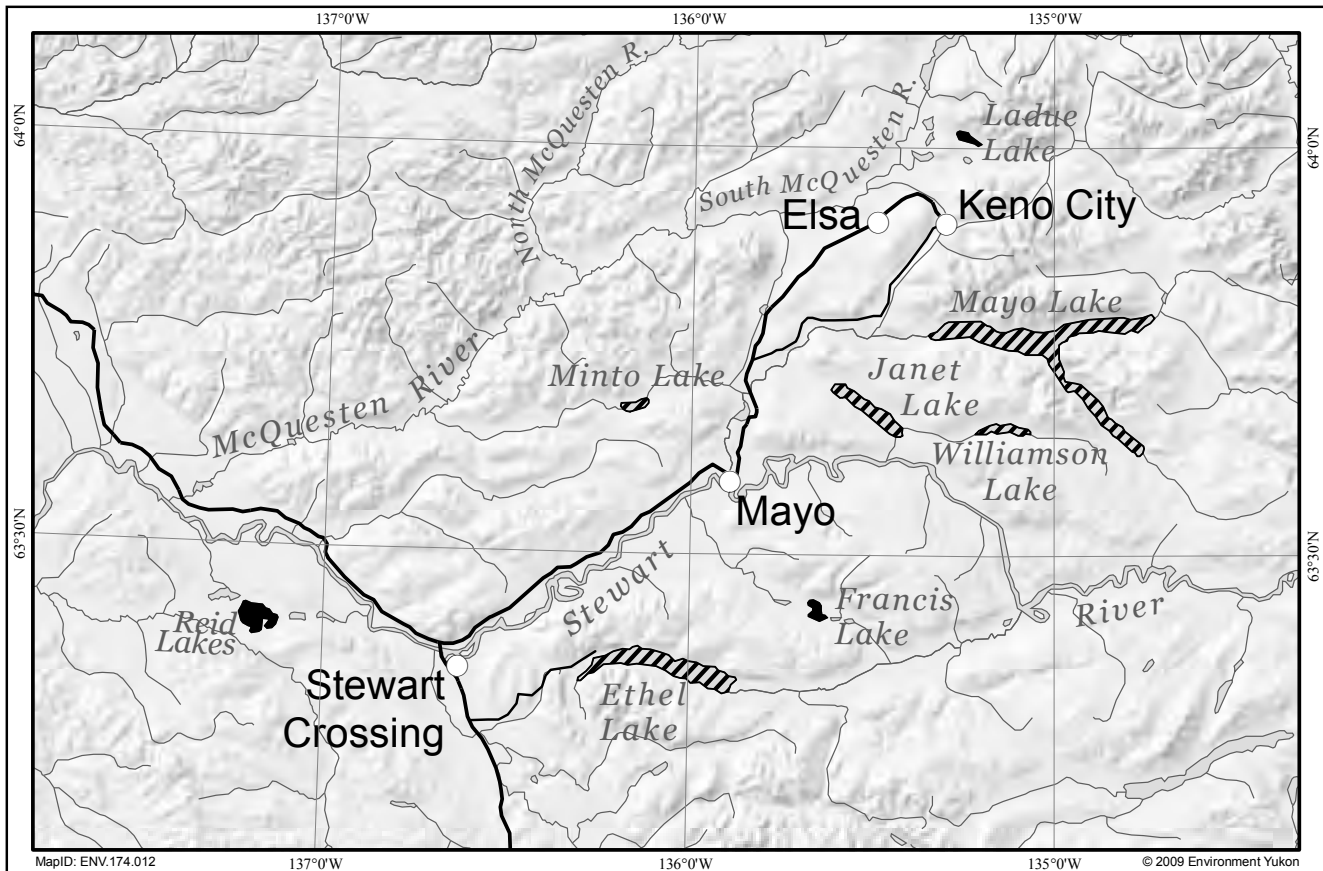 137°0'W
136°0'W
135°0'W
64°0'N
64°0'N
North McQuesten R.
South McQuesten R.
Ladue
Lake
Elsa
Keno City
Mayo Lake
Minto Lake
Janet
Lake
McQuesten River
Williamson
Lake
Mayo
63°30'N
63°30'N
Stewart
River
Francis
Lake
Reid
Lakes
Stewart
Crossing
Ethel
Lake
MapID: ENV.174.012
137°0'W
136°0'W
135°0'W
© 2009 Environment Yukon